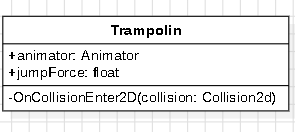 Trampolin
+animator: Animator
+jumpForce: float
-OnCollisionEnter2D(collision: Collision2d)